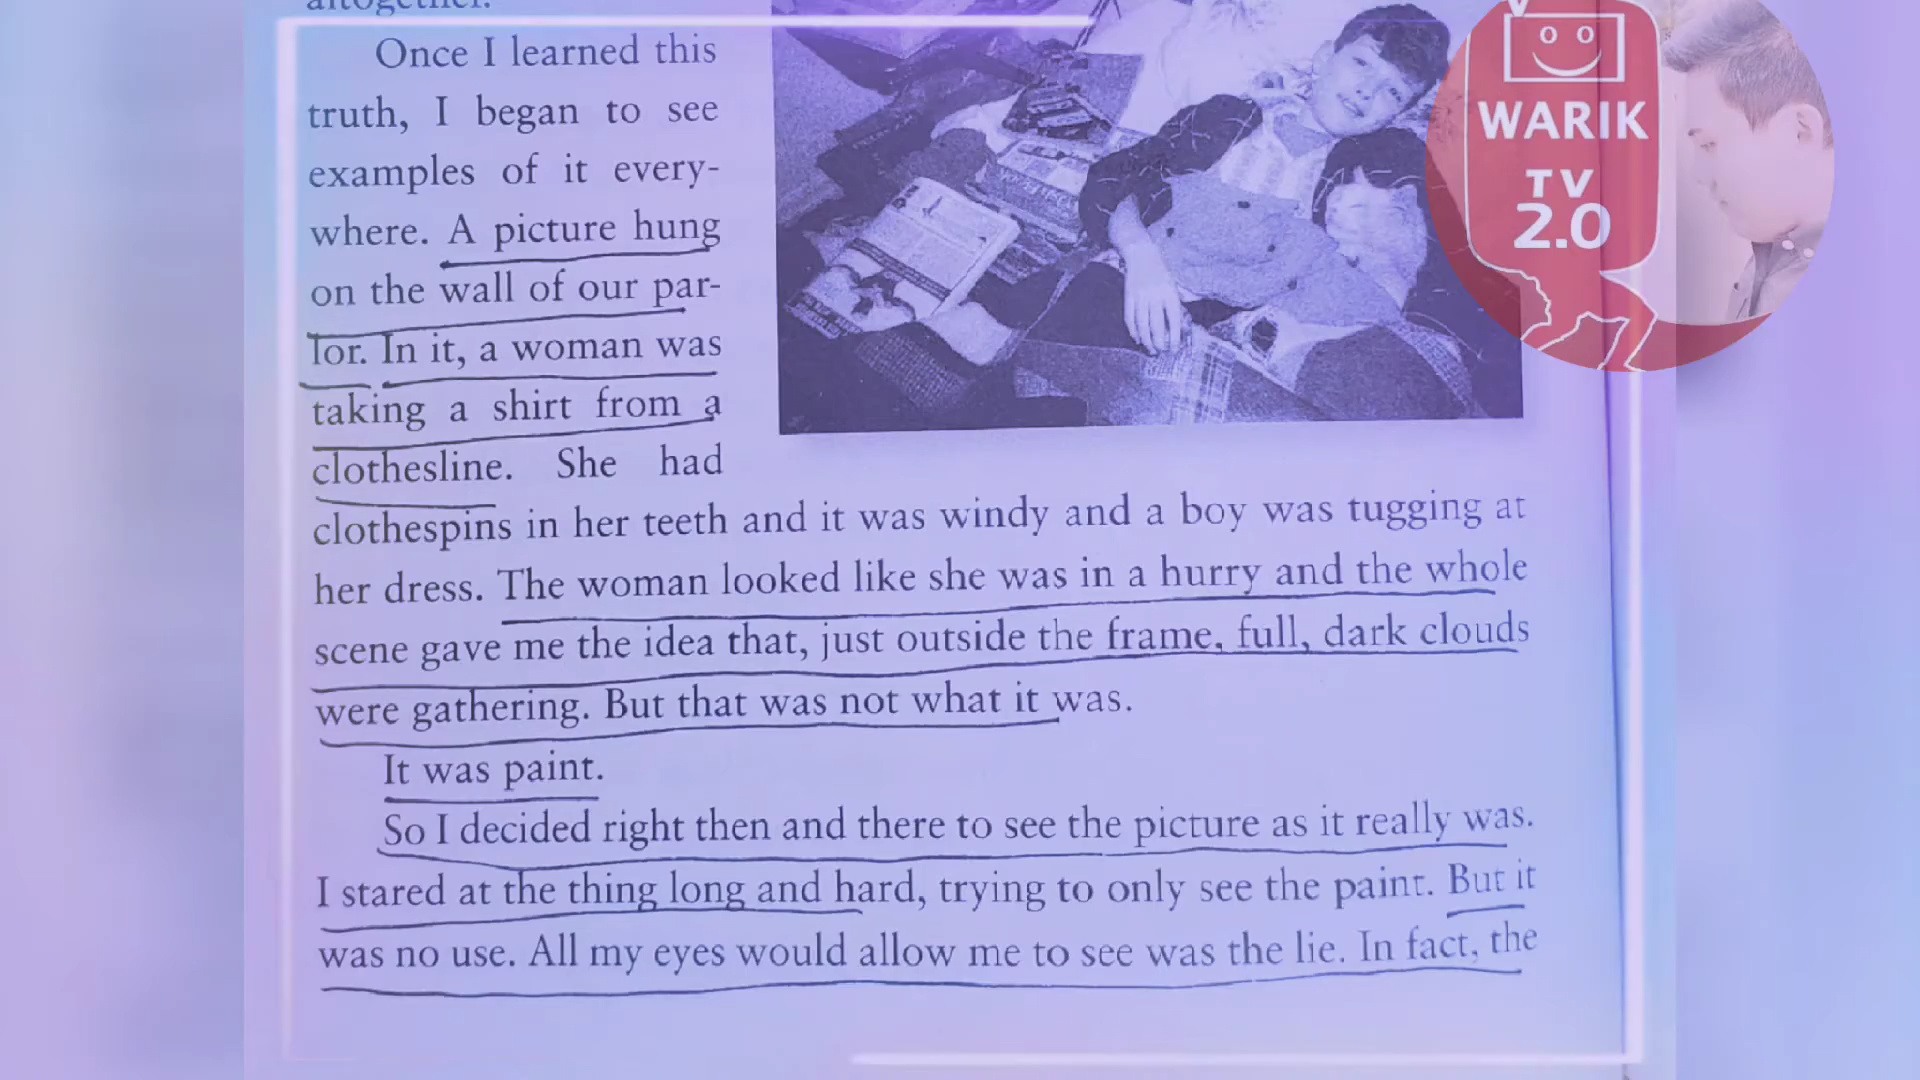 altogether.
Once I learned this
truth, I began to see
examples of it every-
where. A picture hung
on the wall of our par-
lor. In it, a woman was
taking a shirt from a
clothesline. She had
clothespins in her teeth and it was windy and a boy was tugging at
her dress. The woman looked like she was in a hurry and the whole
scene gave me the idea that, just outside the frame, full, dark clouds
were gathering. But that was not what it was.
It was paint.
So I decided right then and there to see the picture as it really was.
I stared at the thing long and hard, trying to only see the paint. But it
was no use. All my eyes would allow me to see was the lie. In fact, the
WARIK
TV
2.0